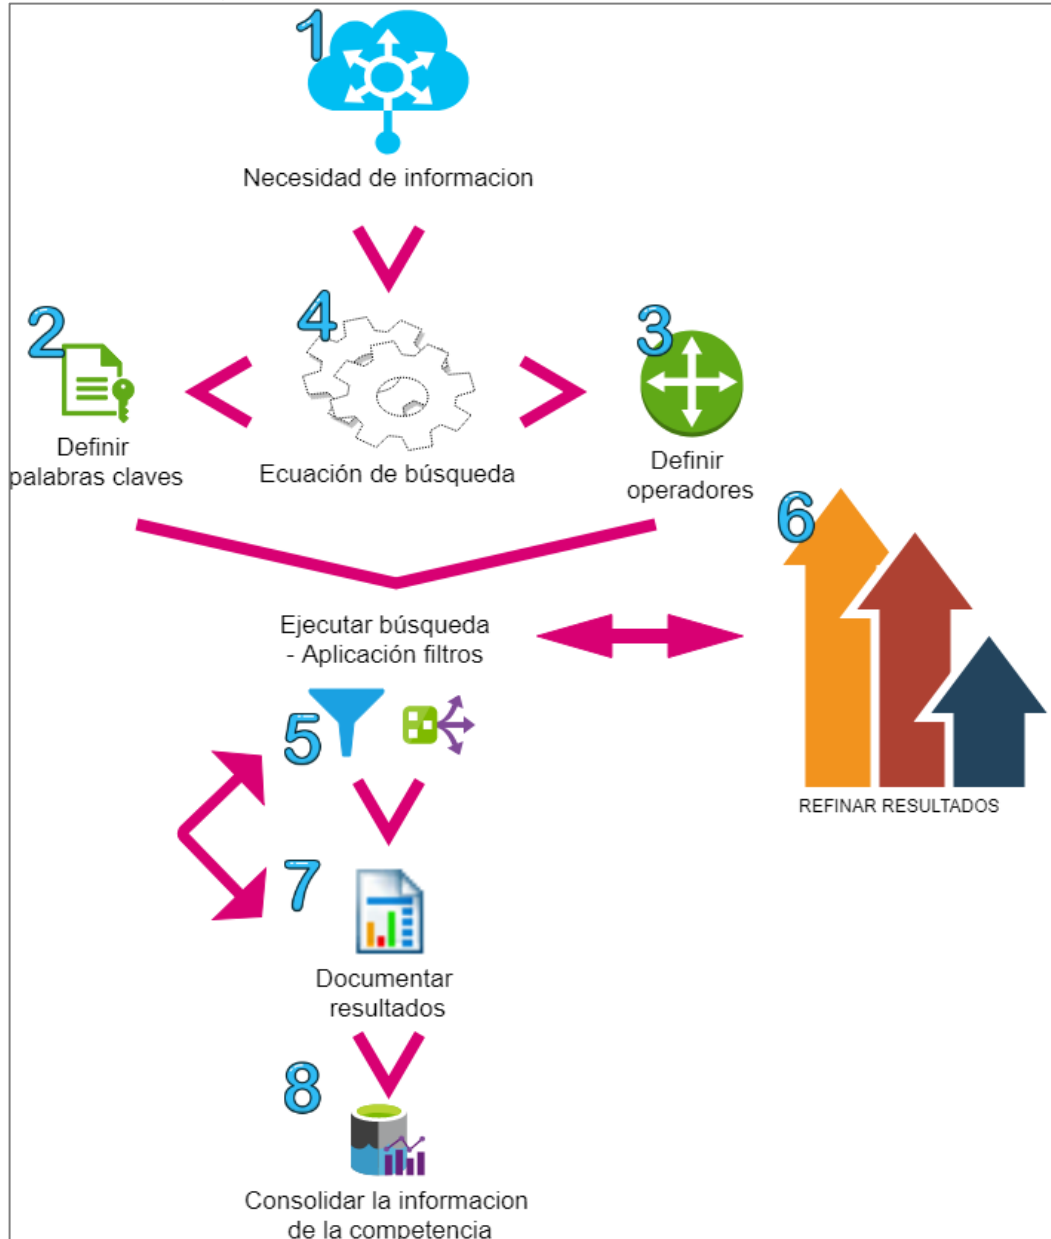 1
Necesidad de informacion
2
Definir
palabras claves
4
Ecuación de búsqueda
3
Definir
operadores
6
REFINAR RESULTADOS
Ejecutar búsqueda
- Aplicación filtros
5
7
Documentar
resultados
8
Consolidar la informacion
de la competencia